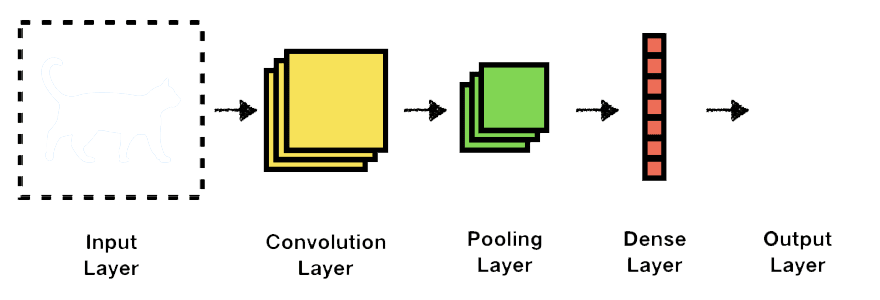 Input
Layer
Convolution
Layer
Pooling
Layer
Dense
Layer
Output
Layer